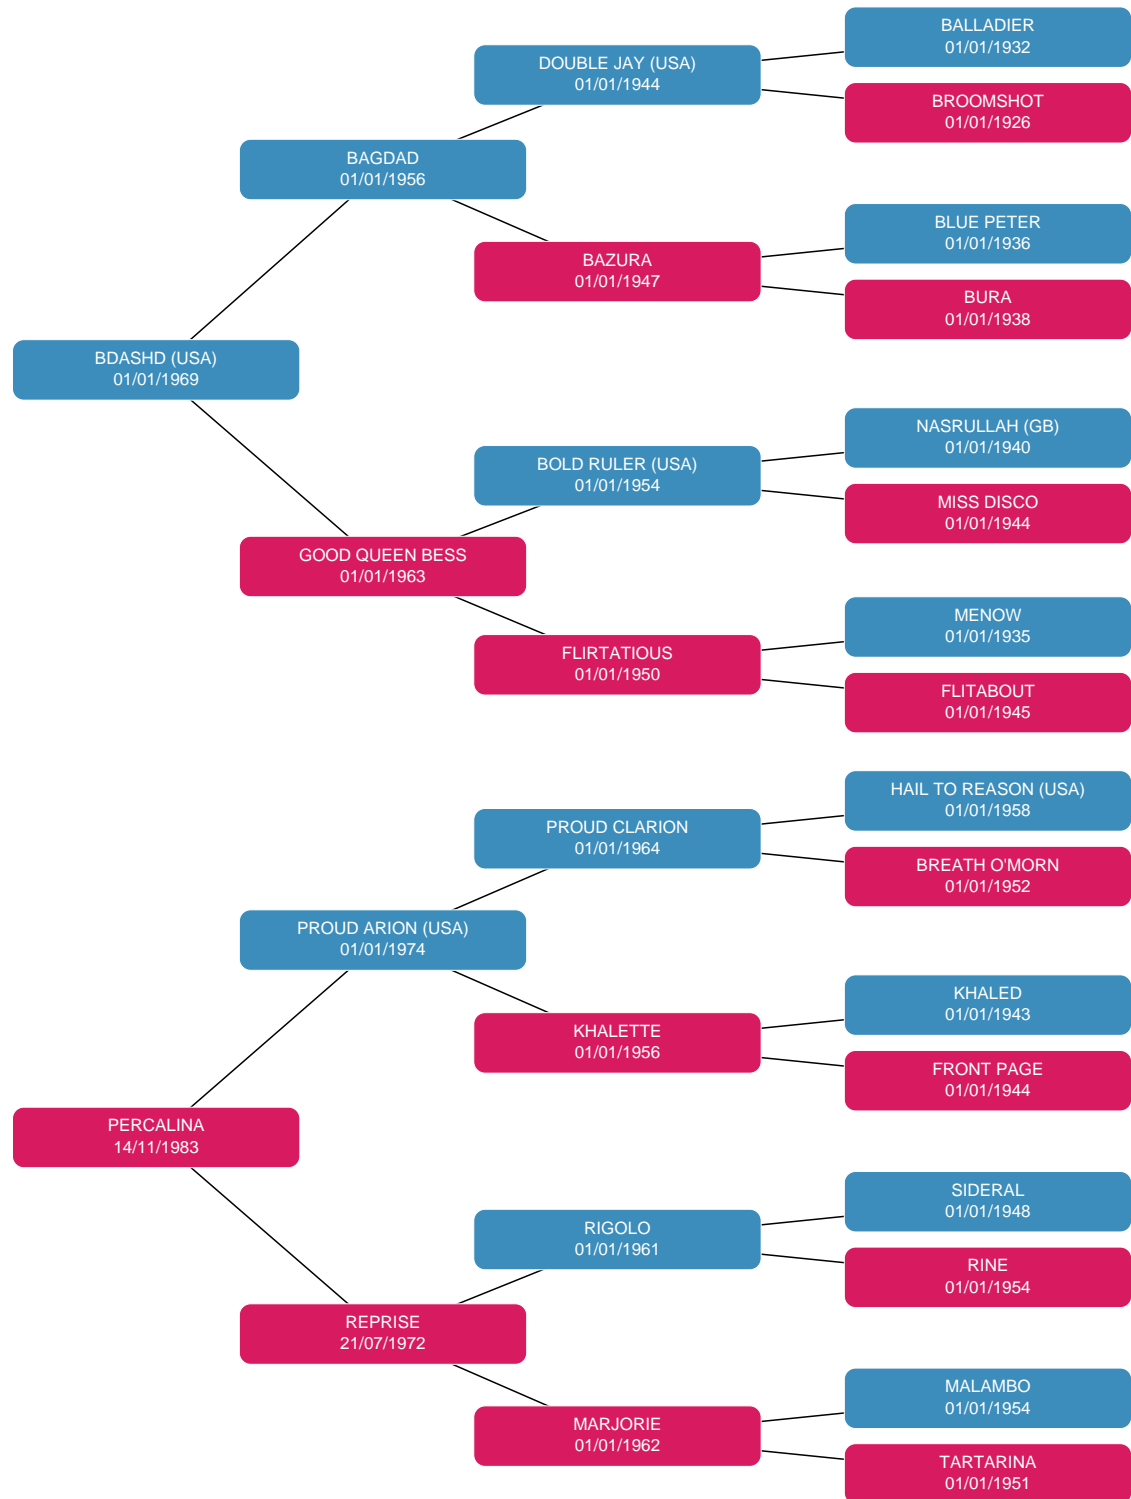 BALLADIER
01/01/1932
DOUBLE JAY (USA)
01/01/1944
BROOMSHOT
01/01/1926
BAGDAD
01/01/1956
BLUE PETER
01/01/1936
BAZURA
01/01/1947
BURA
01/01/1938
BDASHD (USA)
01/01/1969
NASRULLAH (GB)
01/01/1940
BOLD RULER (USA)
01/01/1954
MISS DISCO
01/01/1944
GOOD QUEEN BESS
01/01/1963
MENOW
01/01/1935
FLIRTATIOUS
01/01/1950
FLITABOUT
01/01/1945
HAIL TO REASON (USA)
01/01/1958
PROUD CLARION
01/01/1964
BREATH O'MORN
01/01/1952
PROUD ARION (USA)
01/01/1974
KHALED
01/01/1943
KHALETTE
01/01/1956
FRONT PAGE
01/01/1944
PERCALINA
14/11/1983
SIDERAL
01/01/1948
RIGOLO
01/01/1961
RINE
01/01/1954
REPRISE
21/07/1972
MALAMBO
01/01/1954
MARJORIE
01/01/1962
TARTARINA
01/01/1951